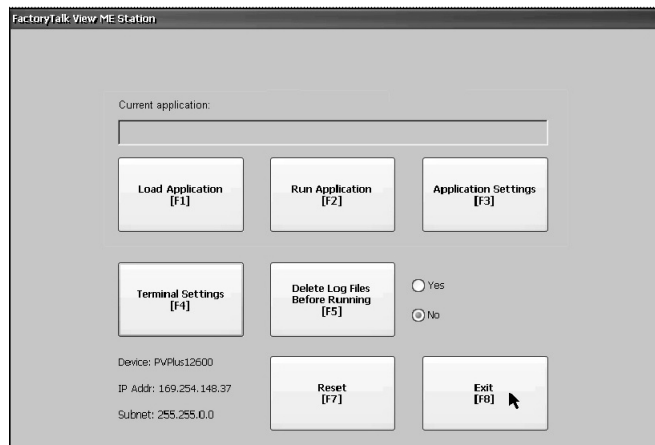 FactoryTalk View ME Station
Current application:
Load Application
[F1]
Run Application
[F2]
Application Settings
[F3]
Terminal Settings
[F4]
Delete Log Files
Before Running
[F5]
Yes
No
Device: PVPlus12600
IP Addr: 169.254.148.37
Subnet: 255.255.0.0
Reset
[F7]
Exit
[F8]